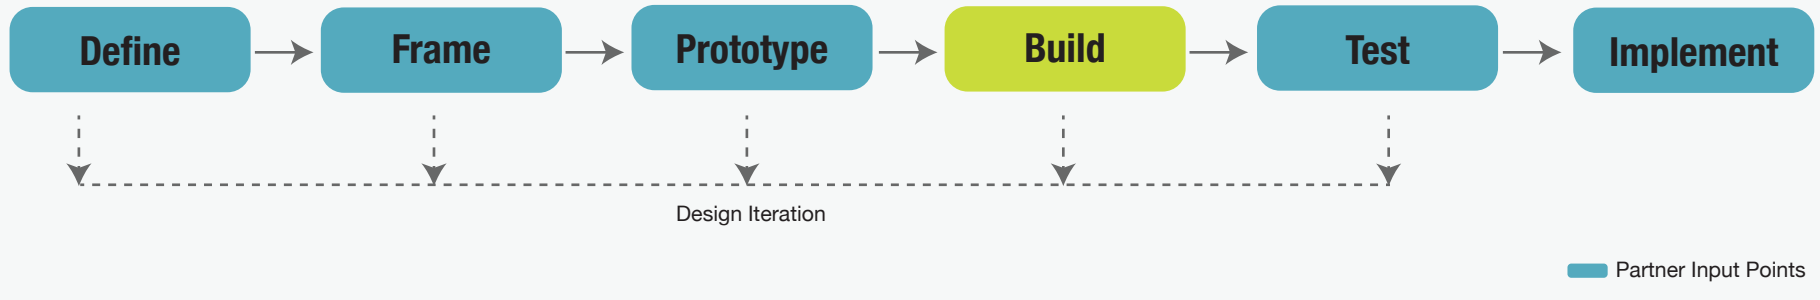 Define
Frame
Prototype
Build
Test
Implement
Design Iteration
Partner Input Points